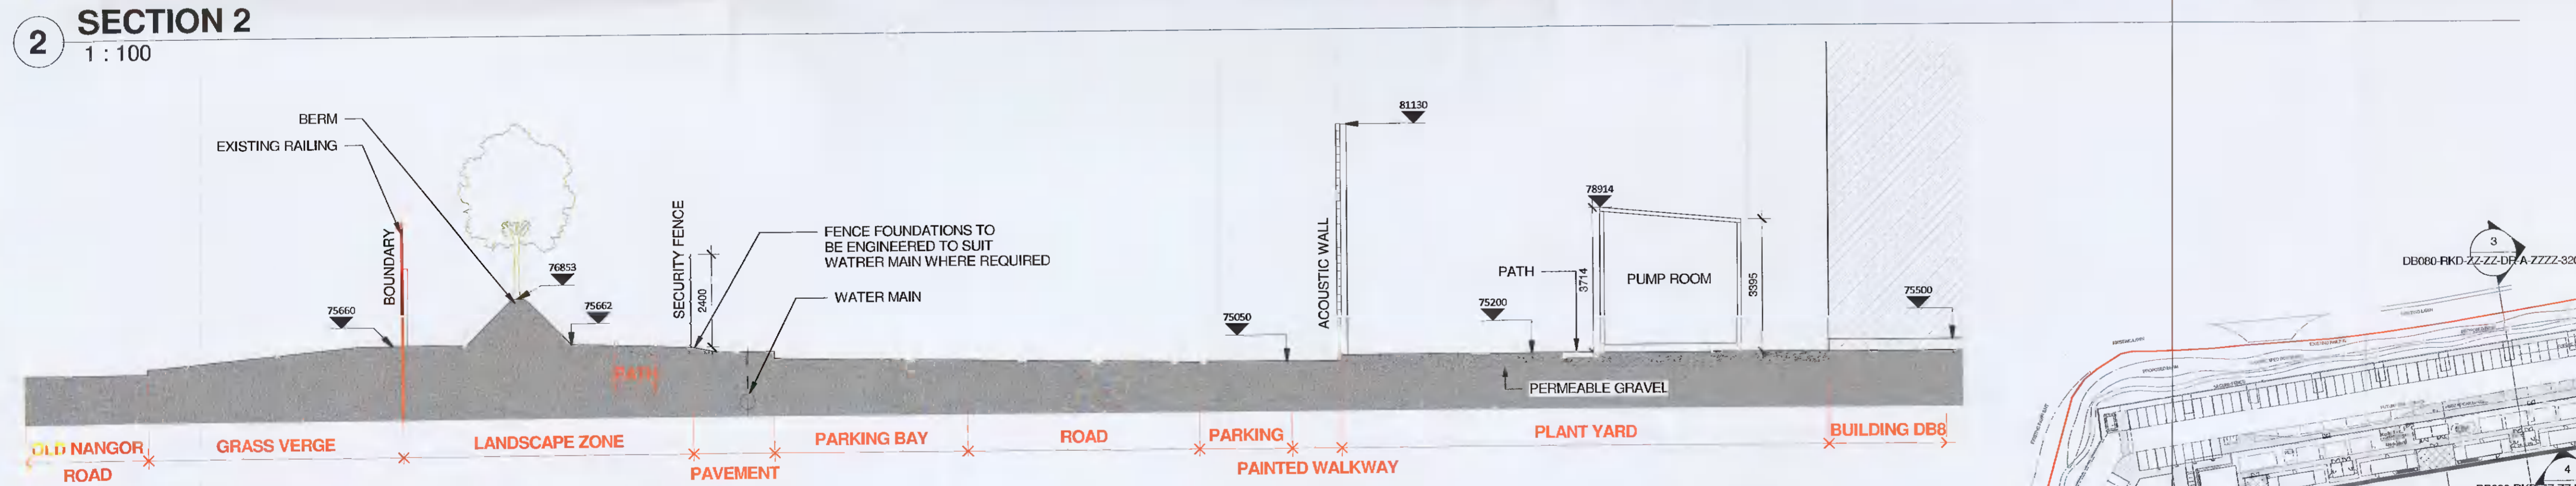 2
SECTION 2
1 : 100
BERM
EXISTING RAILING
BOUNDARY
75660
76853
75662
SECURITY FENCE
2400
FENCE FOUNDATIONS TO
BE ENGINEERED TO SUIT
WATRER MAIN WHERE REQUIRED
WATER MAIN
PATH
75050
ACOUSTIC WALL
81130
PATH
75200
78914
3714
PUMP ROOM
3395
75500
PERMEABLE GRAVEL
OLD NANGOR
ROAD
GRASS VERGE
LANDSCAPE ZONE
PAVEMENT
PARKING BAY
ROAD
PARKING
PAINTED WALKWAY
PLANT YARD
BUILDING DB8
3
DB080-RKD-ZZ-ZZ-DR-A-ZZZZ-320
4